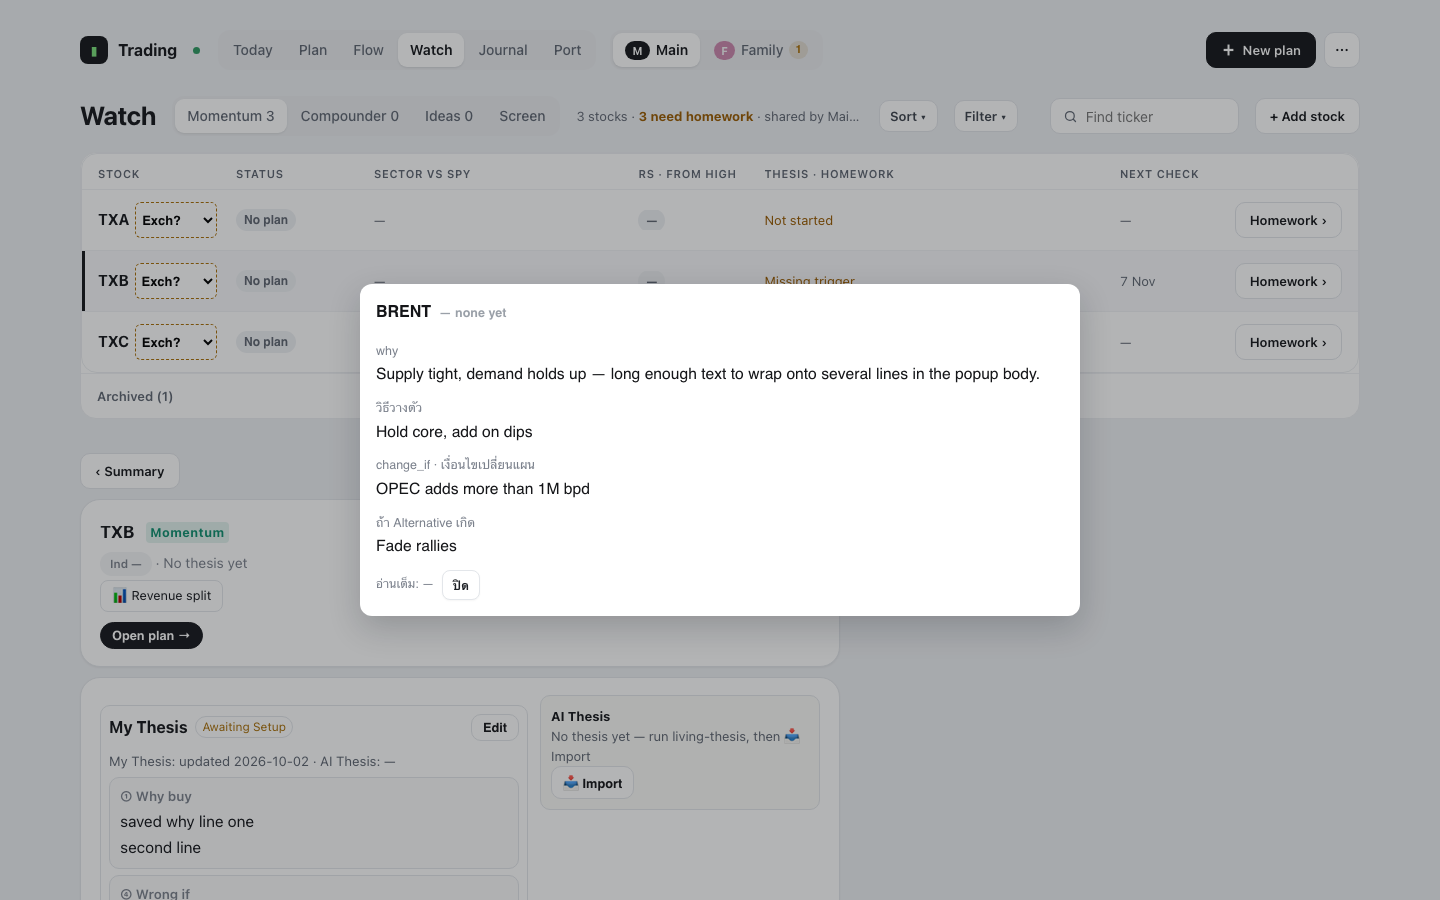 Trading
Today
Plan
Flow
Watch
Journal
Port
M Main
F Family 1
+ New plan
...
Watch
Momentum 3
Compounder 0
Ideas 0
Screen
3 stocks · 3 need homework · shared by Mai...
Sort ▾
Filter ▾
Find ticker
+ Add stock
STOCK
STATUS
SECTOR VS SPY
RS · FROM HIGH
THESIS · HOMEWORK
NEXT CHECK
TXA Exch? No plan — — Not started — Homework ›
TXB Exch? No plan — — Missing trigger 7 Nov Homework ›
TXC Exch? No plan — Homework ›
Archived (1)
BRENT — none yet
why
Supply tight, demand holds up — long enough text to wrap onto several lines in the popup body.
วิธีวางตัว
Hold core, add on dips
change_if · เงื่อนไขเปลี่ยนแผน
OPEC adds more than 1M bpd
ถ้า Alternative เกิด
Fade rallies
อ่านเต็ม: — ปิด
‹ Summary
TXB Momentum
Ind — · No thesis yet
📊 Revenue split
Open plan →
My Thesis Awaiting Setup Edit
My Thesis: updated 2026-10-02 · AI Thesis: —
① Why buy
saved why line one
second line
④ Wrong if
AI Thesis
No thesis yet — run living-thesis, then 📥
Import
📥 Import